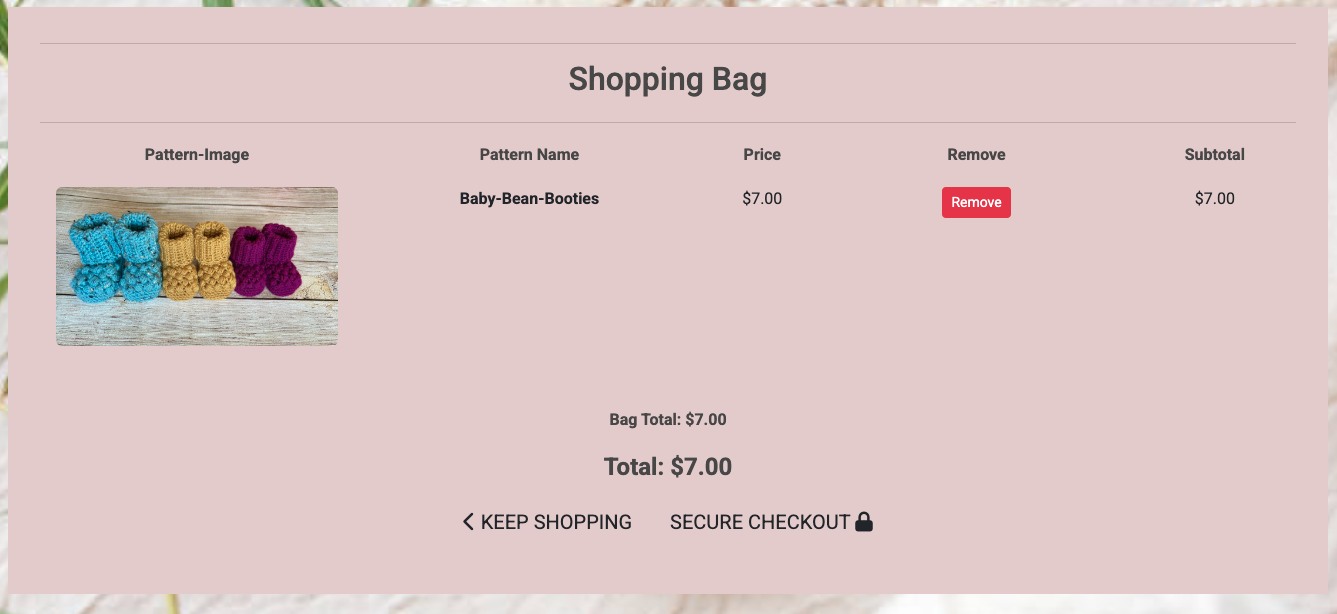 Shopping Bag
Pattern-Image Pattern Name Price Remove Subtotal
Baby-Bean-Booties $7.00 Remove $7.00
Bag Total: $7.00
Total: $7.00
KEEP SHOPPING SECURE CHECKOUT